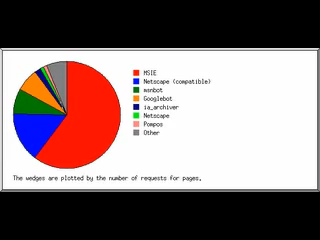 MSIE
Netscape (compatible)
msnbot
Googlebot
ia_archiver
Netscape
Pompos
Other
The wedges are plotted by the number of requests for pages.